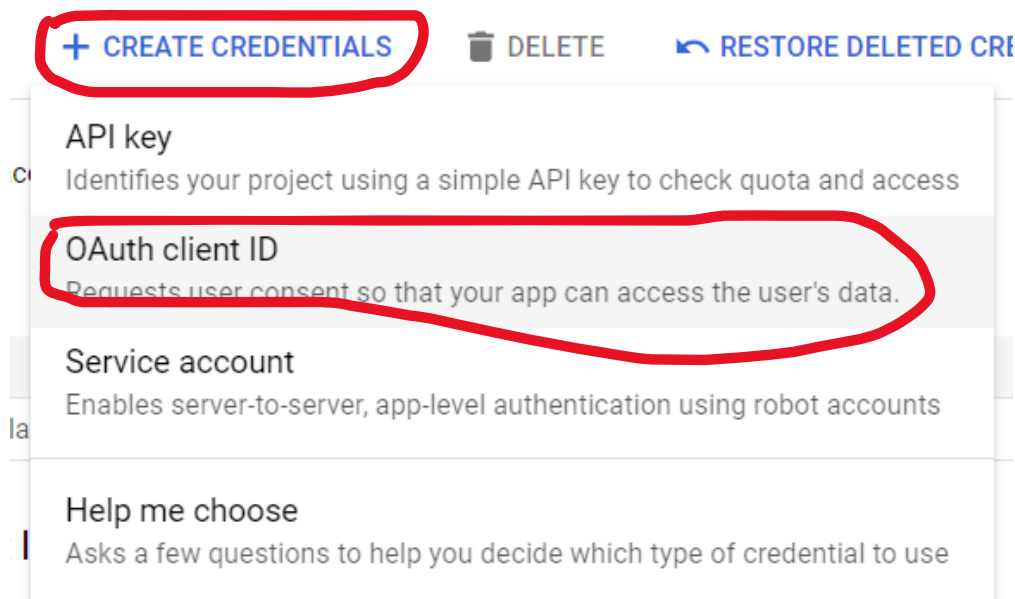 + CREATE CREDENTIALS DELETE RESTORE DELETED CRE
API key
Identifies your project using a simple API key to check quota and access
OAuth client ID
Requests user consent so that your app can access the user's data.
Service account
Enables server-to-server, app-level authentication using robot accounts
la
Help me choose
Asks a few questions to help you decide which type of credential to use